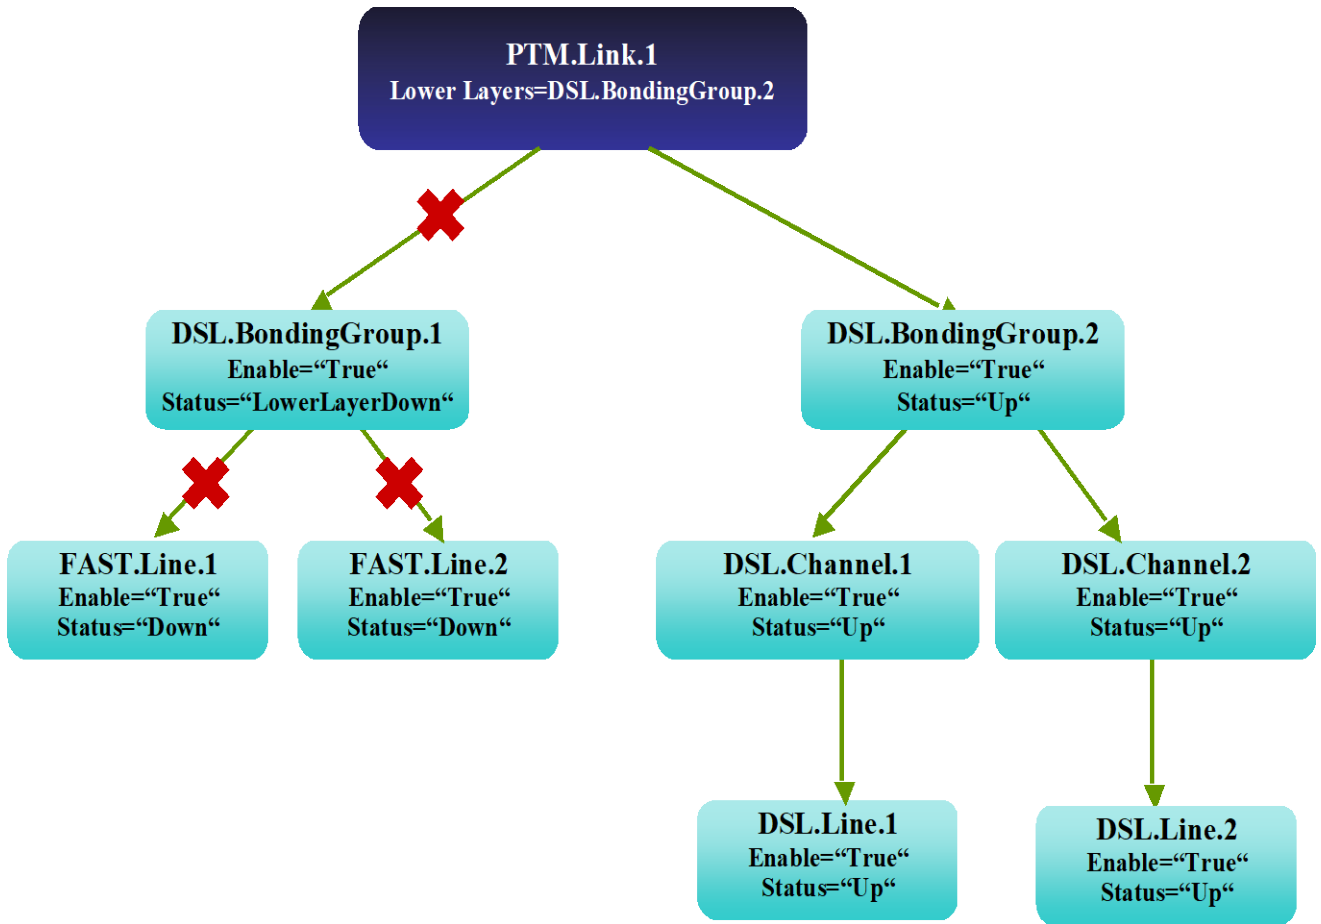 PTM.Link.1
Lower Layers=DSL.BondingGroup.2
DSL.BondingGroup.1
Enable=“True“
Status=“LowerLayerDown“
DSL.BondingGroup.2
Enable=“True“
Status=“Up“
FAST.Line.1
Enable=“True“
Status=“Down“
FAST.Line.2
Enable=“True“
Status=“Down“
DSL.Channel.1
Enable=“True“
Status=“Up“
DSL.Channel.2
Enable=“True“
Status=“Up“
DSL.Line.1
Enable=“True“
Status=“Up“
DSL.Line.2
Enable=“True“
Status=“Up“